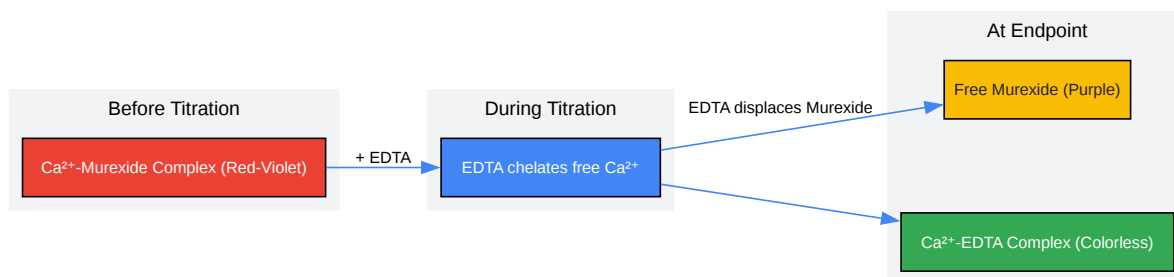 Before Titration
Ca²⁺-Murexide Complex (Red-Violet)
+ EDTA
During Titration
EDTA chelates free Ca²⁺
EDTA displaces Murexide
At Endpoint
Free Murexide (Purple)
Ca²⁺-EDTA Complex (Colorless)